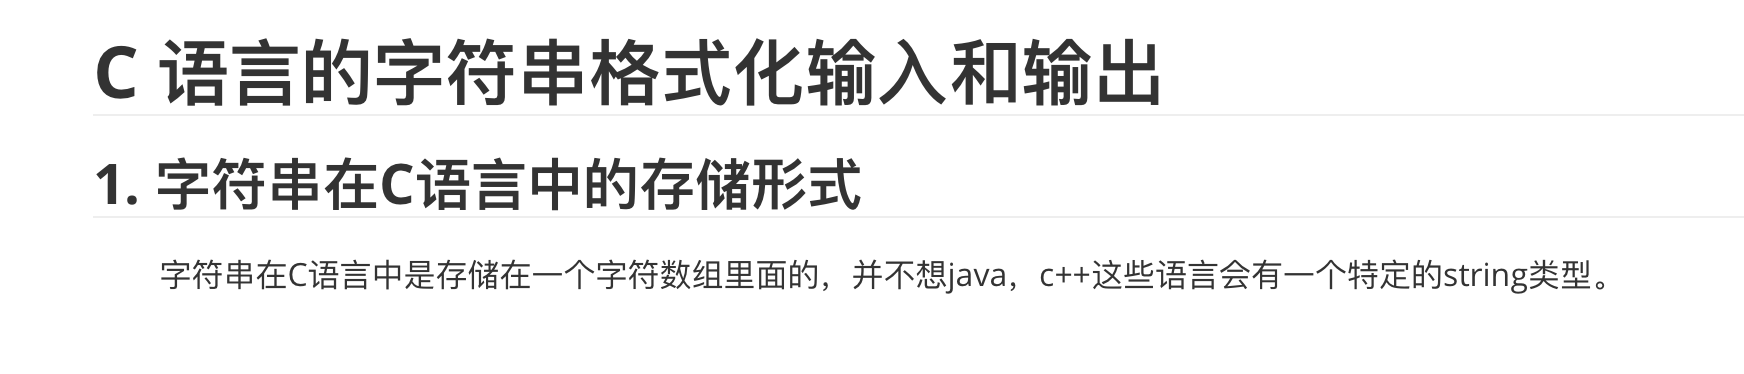 C 语言的字符串格式化输入和输出
1. 字符串在C语言中的存储形式
字符串在C语言中是存储在一个字符数组里面的，并不想java，c++这些语言会有一个特定的string类型。